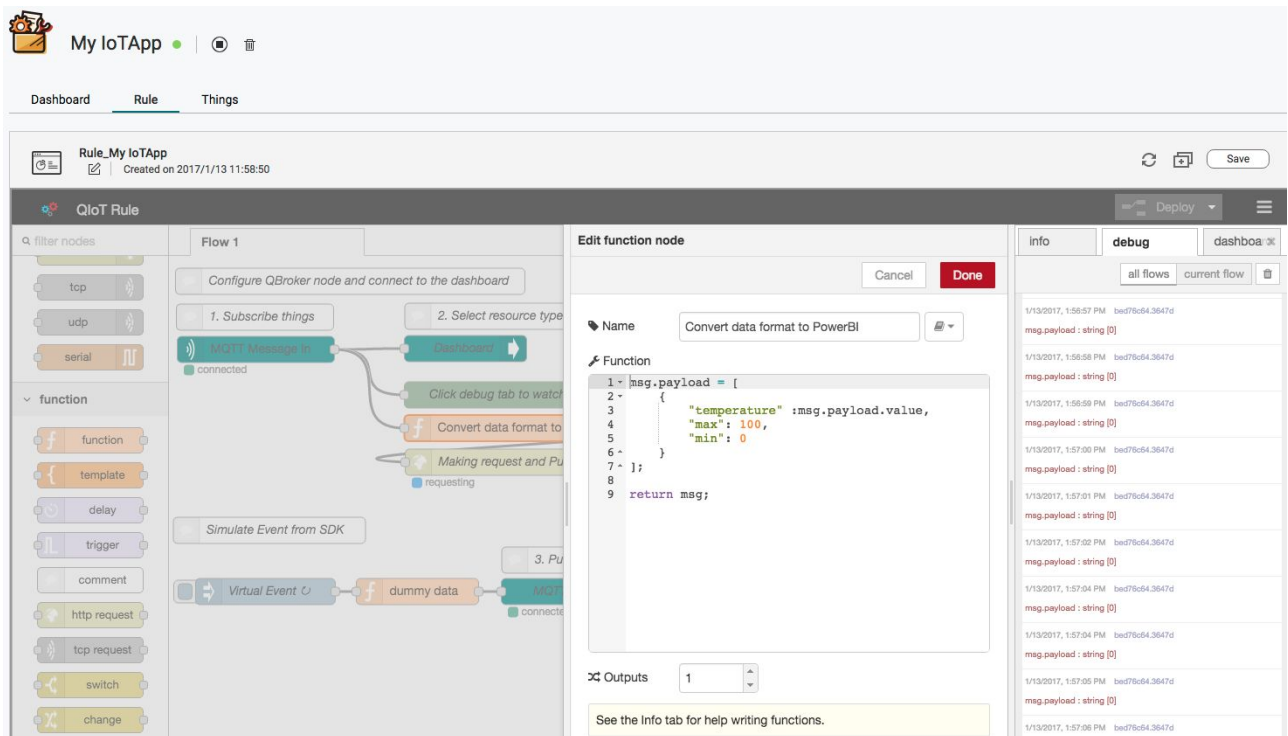 My IoTApp
Dashboard Rule Things
Rule_My IoTApp
Created on 2017/1/13 11:58:50
Save
QIoT Rule
Deploy
filter nodes
tcp
udp
serial
function
function
template
delay
trigger
comment
http request
tcp request
switch
change
Flow 1
Configure QBroker node and connect to the dashboard
1. Subscribe things
2. Select resource type
MQTT Message In
Dashboard
connected
Click debug tab to watch
Convert data format to
Making request and Pu
requesting
Simulate Event from SDK
3. Pu
Virtual Event ↻
dummy data
MQT
connecte
Edit function node
Cancel Done
Name
Convert data format to PowerBI
Function
1 msg.payload = [
2 {
3 "temperature" :msg.payload.value,
4 "max": 100,
5 "min": 0
6 }
7 ];
8
9 return msg;
Outputs 1
See the Info tab for help writing functions.
info debug dashboa
all flows current flow
1/13/2017, 1:56:57 PM bed76c64.3647d
msg.payload : string [0]
1/13/2017, 1:56:58 PM bed76c64.3647d
msg.payload : string [0]
1/13/2017, 1:56:59 PM bed76c64.3647d
msg.payload : string [0]
1/13/2017, 1:57:00 PM bed76c64.3647d
msg.payload : string [0]
1/13/2017, 1:57:01 PM bed76c64.3647d
msg.payload : string [0]
1/13/2017, 1:57:02 PM bed76c64.3647d
msg.payload : string [0]
1/13/2017, 1:57:04 PM bed76c64.3647d
msg.payload : string [0]
1/13/2017, 1:57:04 PM bed76c64.3647d
msg.payload : string [0]
1/13/2017, 1:57:05 PM bed76c64.3647d
msg.payload : string [0]
1/13/2017, 1:57:06 PM bed76c64.3647d